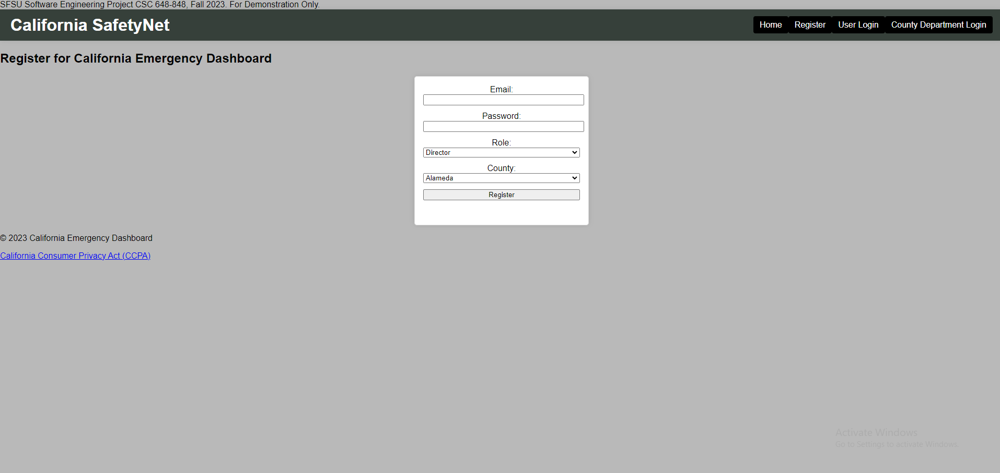 SFSU Software Engineering Project CSC 648-848, Fall 2023. For Demonstration Only.
California SafetyNet
Home Register User Login County Department Login
Register for California Emergency Dashboard
Email:
Password:
Role:
Director
County:
Alameda
Register
© 2023 California Emergency Dashboard
California Consumer Privacy Act (CCPA)
Activate Windows
Go to Settings to activate Windows.